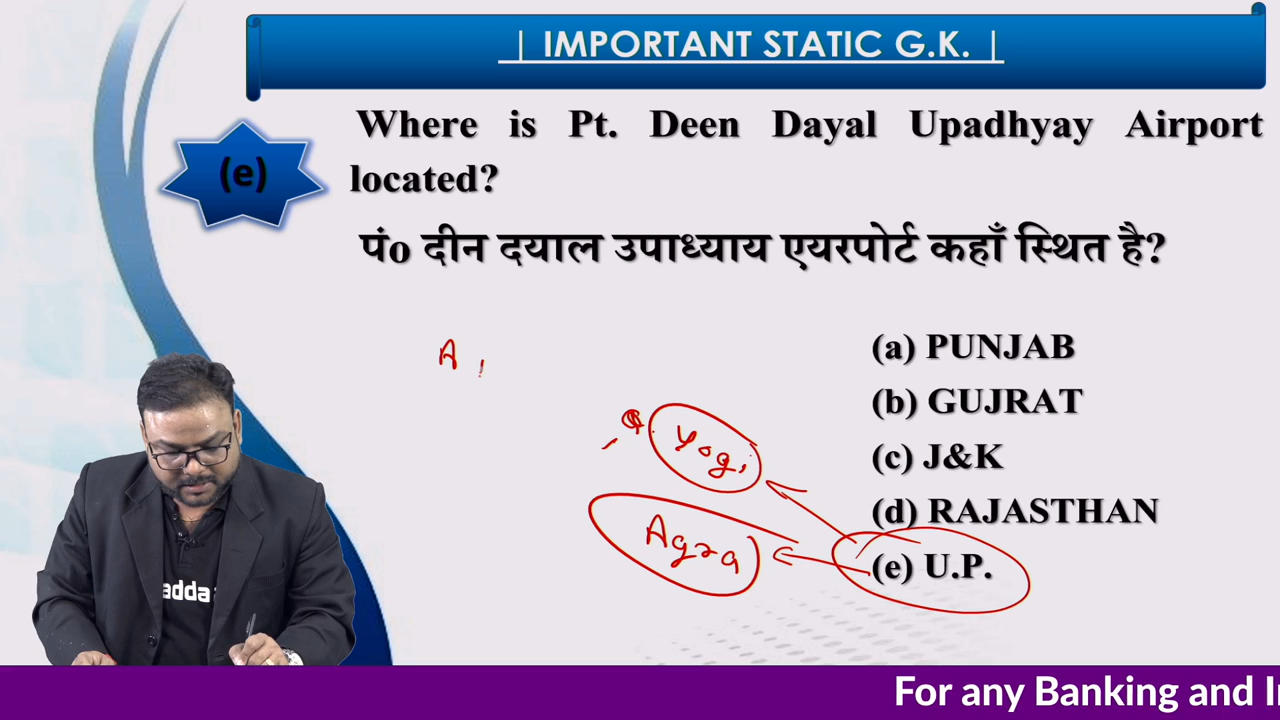 | IMPORTANT STATIC G.K. |
(e)
Where is Pt. Deen Dayal Upadhyay Airport
located?
पं० दीन दयाल उपाध्याय एयरपोर्ट कहाँ स्थित है?
A
(a) PUNJAB
(b) GUJRAT
Yogi
(c) J&K
(d) RAJASTHAN
Agra
(e) U.P.
adda
For any Banking and I